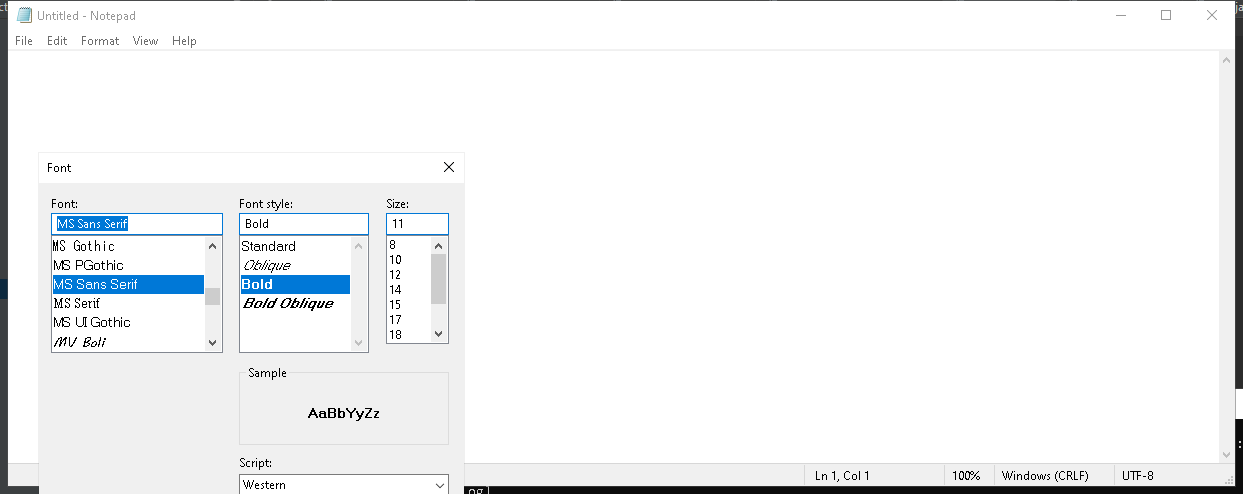 Untitled - Notepad
File Edit Format View Help
Font
Font: Font style: Size:
MS Sans Serif Bold 11
MS Gothic Standard 8
MS PGothic Oblique 10
MS Sans Serif Bold 12
MS Serif Bold Oblique 14
MS UI Gothic 15
MV Boli 17
18
Sample
AaBbYyZz
Script:
Western
Ln 1, Col 1 100% Windows (CRLF) UTF-8